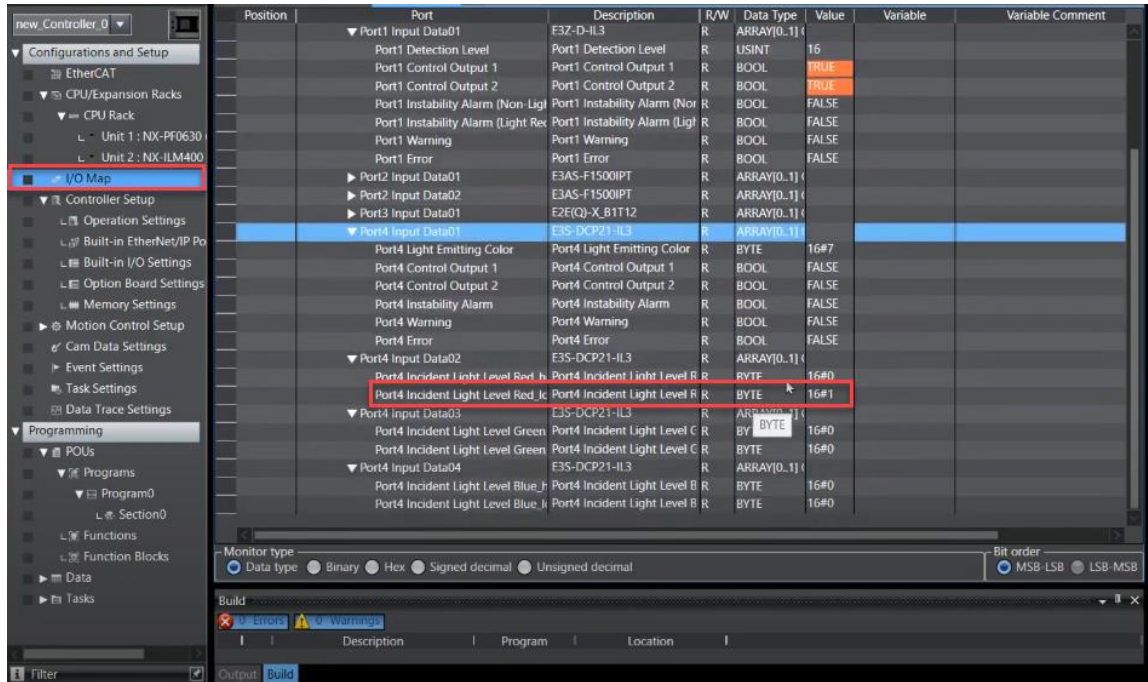 new_Controller_0
Configurations and Setup
EtherCAT
CPU/Expansion Racks
CPU Rack
Unit 1 : NX-PF0630
Unit 2 : NX-ILM400
I/O Map
Controller Setup
Operation Settings
Built-in EtherNet/IP Po
Built-in I/O Settings
Option Board Settings
Memory Settings
Motion Control Setup
Cam Data Settings
Event Settings
Task Settings
Data Trace Settings
Programming
POUs
Programs
Program0
Section0
Functions
Function Blocks
Data
Tasks
Filter
Position Port Description R/W Data Type Value Variable Variable Comment
Port1 Input Data01 E3Z-D-IL3 R ARRAY[0..1]
Port1 Detection Level Port1 Detection Level R USINT 16
Port1 Control Output 1 Port1 Control Output 1 R BOOL TRUE
Port1 Control Output 2 Port1 Control Output 2 R BOOL TRUE
Port1 Instability Alarm (Non-Ligh Port1 Instability Alarm (Nor R BOOL FALSE
Port1 Instability Alarm (Light Rec Port1 Instability Alarm (Ligh R BOOL FALSE
Port1 Warning Port1 Warning R BOOL FALSE
Port1 Error Port1 Error R BOOL FALSE
Port2 Input Data01 E3AS-F1500IPT R ARRAY[0..1]
Port2 Input Data02 E3AS-F1500IPT R ARRAY[0..1]
Port3 Input Data01 E2E(Q)-X_B1T12 R ARRAY[0..1]
Port4 Input Data01 E3S-DCP21-IL3 R ARRAY[0..1]
Port4 Light Emitting Color Port4 Light Emitting Color R BYTE 16#7
Port4 Control Output 1 Port4 Control Output 1 R BOOL FALSE
Port4 Control Output 2 Port4 Control Output 2 R BOOL FALSE
Port4 Instability Alarm Port4 Instability Alarm R BOOL FALSE
Port4 Warning Port4 Warning R BOOL FALSE
Port4 Error Port4 Error R BOOL FALSE
Port4 Input Data02 E3S-DCP21-IL3 R ARRAY[0..1]
Port4 Incident Light Level Red_h Port4 Incident Light Level R R BYTE 16#0
Port4 Incident Light Level Red_lo Port4 Incident Light Level R R BYTE 16#1
Port4 Input Data03 E3S-DCP21-IL3 R
BYTE
Port4 Incident Light Level Green Port4 Incident Light Level G R 16#0
Port4 Incident Light Level Green Port4 Incident Light Level G R BYTE 16#0
Port4 Input Data04 E3S-DCP21-IL3 R ARRAY[0..1]
Port4 Incident Light Level Blue_h Port4 Incident Light Level B R BYTE 16#0
Port4 Incident Light Level Blue_lo Port4 Incident Light Level B R BYTE 16#0
Monitor type
Data type Binary Hex Signed decimal Unsigned decimal
Bit order
MSB-LSB LSB-MSB
Build
0 Errors 0 Warnings
Description Program Location
Output Build